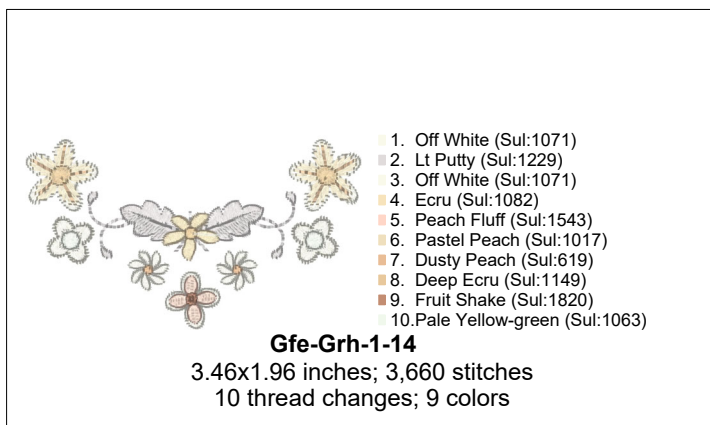 1. Off White (Sul:1071)
2. Lt Putty (Sul:1229)
3. Off White (Sul:1071)
4. Ecru (Sul:1082)
5. Peach Fluff (Sul:1543)
6. Pastel Peach (Sul:1017)
7. Dusty Peach (Sul:619)
8. Deep Ecru (Sul:1149)
9. Fruit Shake (Sul:1820)
10.Pale Yellow-green (Sul:1063)
Gfe-Grh-1-14
3.46x1.96 inches; 3,660 stitches
10 thread changes; 9 colors